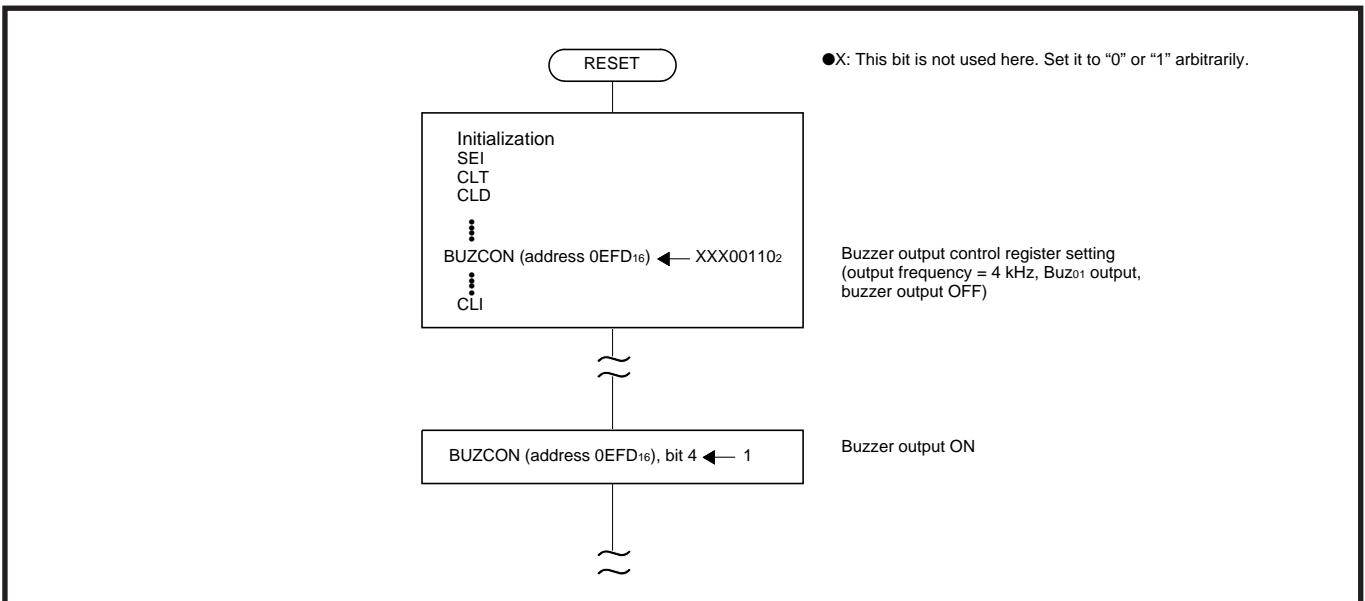 RESET
●X: This bit is not used here. Set it to “0” or “1” arbitrarily.
Initialization
SEI
CLT
CLD
BUZCON (address 0EFD₁₆) ◀— XXX00110₂
Buzzer output control register setting
(output frequency = 4 kHz, Buz₀₁ output,
buzzer output OFF)
CLI
BUZCON (address 0EFD₁₆), bit 4 ◀— 1
Buzzer output ON